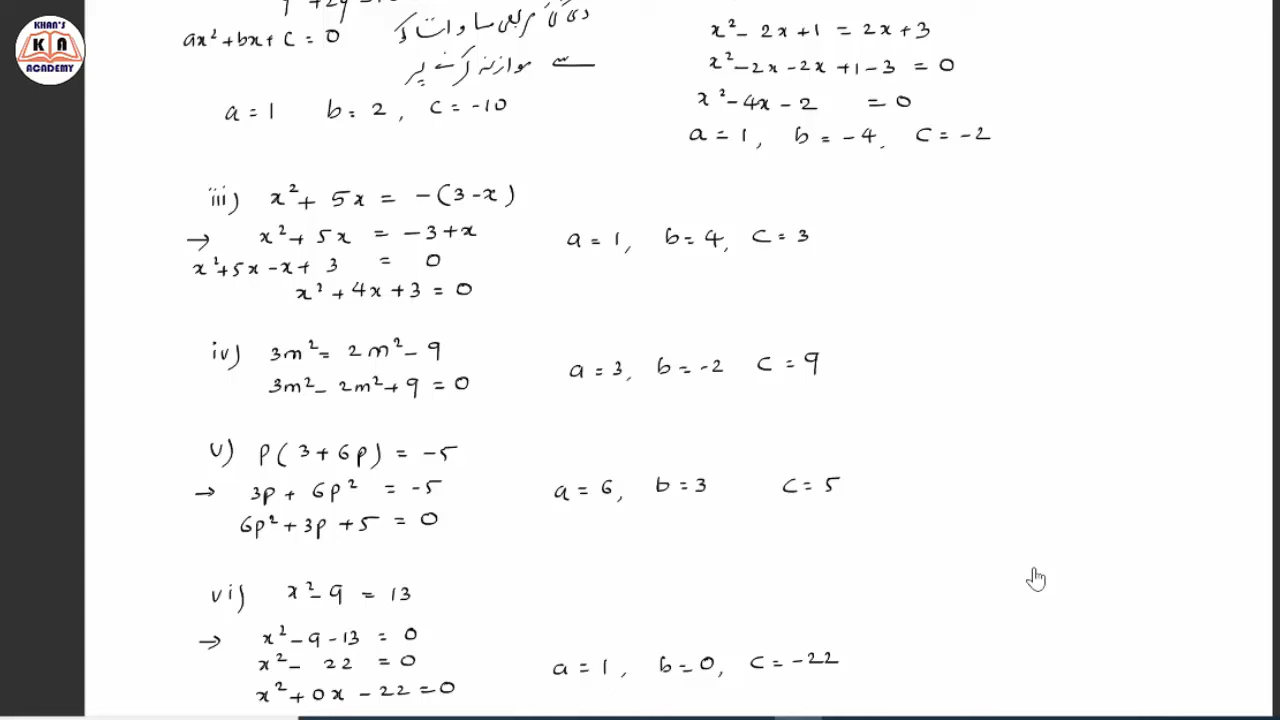 KHAN'S
K A
ACADEMY
ax² + bx + c = 0
سے موازنہ کرنے پر
a = 1 b = 2, c = -10
x² - 2x + 1 = 2x + 3
x² - 2x - 2x + 1 - 3 = 0
x² - 4x - 2 = 0
a = 1, b = -4, c = -2
iii) x² + 5x = -(3 - x)
→ x² + 5x = -3 + x
x² + 5x - x + 3 = 0
x² + 4x + 3 = 0
a = 1, b = 4, c = 3
iv) 3m² = 2m² - 9
3m² - 2m² + 9 = 0
a = 3, b = -2 c = 9
v) P(3 + 6P) = -5
→ 3P + 6P² = -5
6P² + 3P + 5 = 0
a = 6, b = 3 c = 5
vi) x² - 9 = 13
→ x² - 9 - 13 = 0
x² - 22 = 0
x² + 0x - 22 = 0
a = 1, b = 0, c = -22